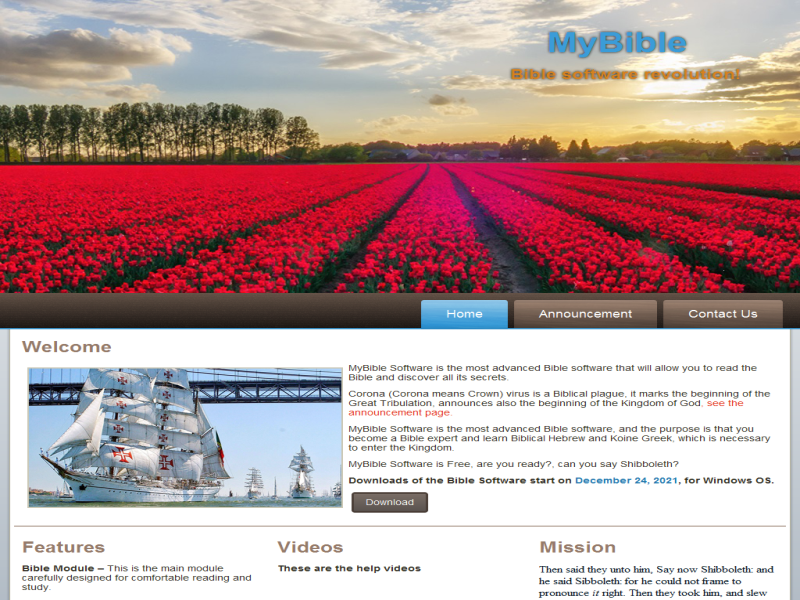 MyBible
Bible software revolution!
Home
Announcement
Contact Us
Welcome
MyBible Software is the most advanced Bible software that will allow you to read the
Bible and discover all its secrets.
Corona (Corona means Crown) virus is a Biblical plague, it marks the beginning of the
Great Tribulation, announces also the beginning of the Kingdom of God, see the
announcement page.
MyBible Software is the most advanced Bible software, and the purpose is that you
become a Bible expert and learn Biblical Hebrew and Koine Greek, which is necessary
to enter the Kingdom.
MyBible Software is Free, are you ready?, can you say Shibboleth?
Downloads of the Bible Software start on December 24, 2021, for Windows OS.
Download
Features
Bible Module – This is the main module
carefully designed for comfortable reading and
study.
Videos
These are the help videos
Mission
Then said they unto him, Say now Shibboleth: and
he said Sibboleth: for he could not frame to
pronounce it right. Then they took him, and slew